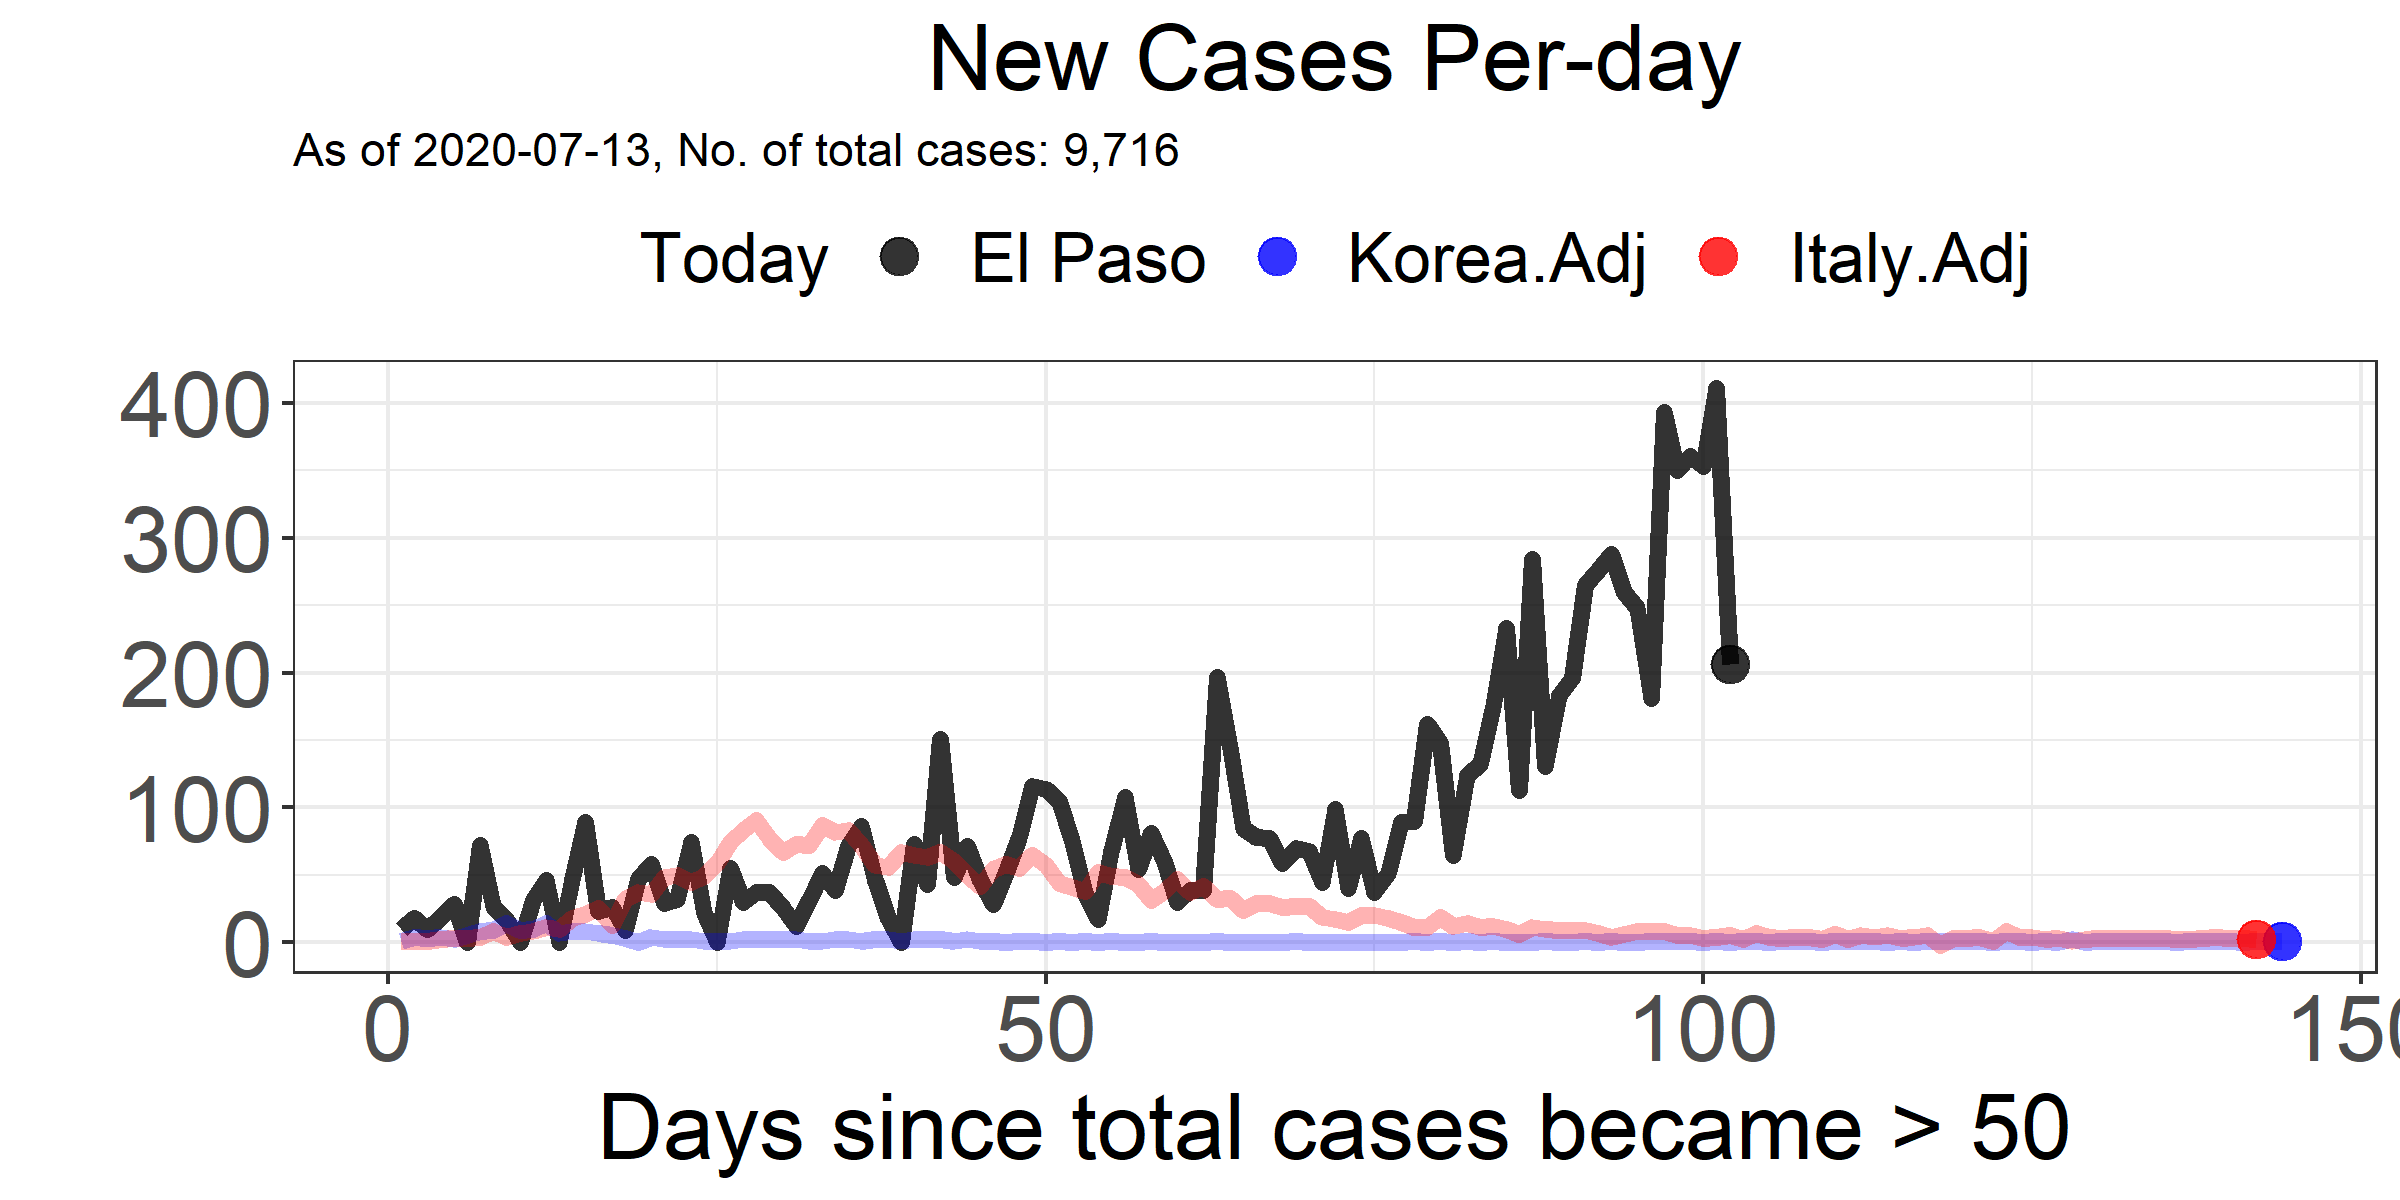 New Cases Per-day
As of 2020-07-13, No. of total cases: 9,716
Today El Paso Korea.Adj Italy.Adj
400
300
200
100
0
0 50 100 150
Days since total cases became > 50